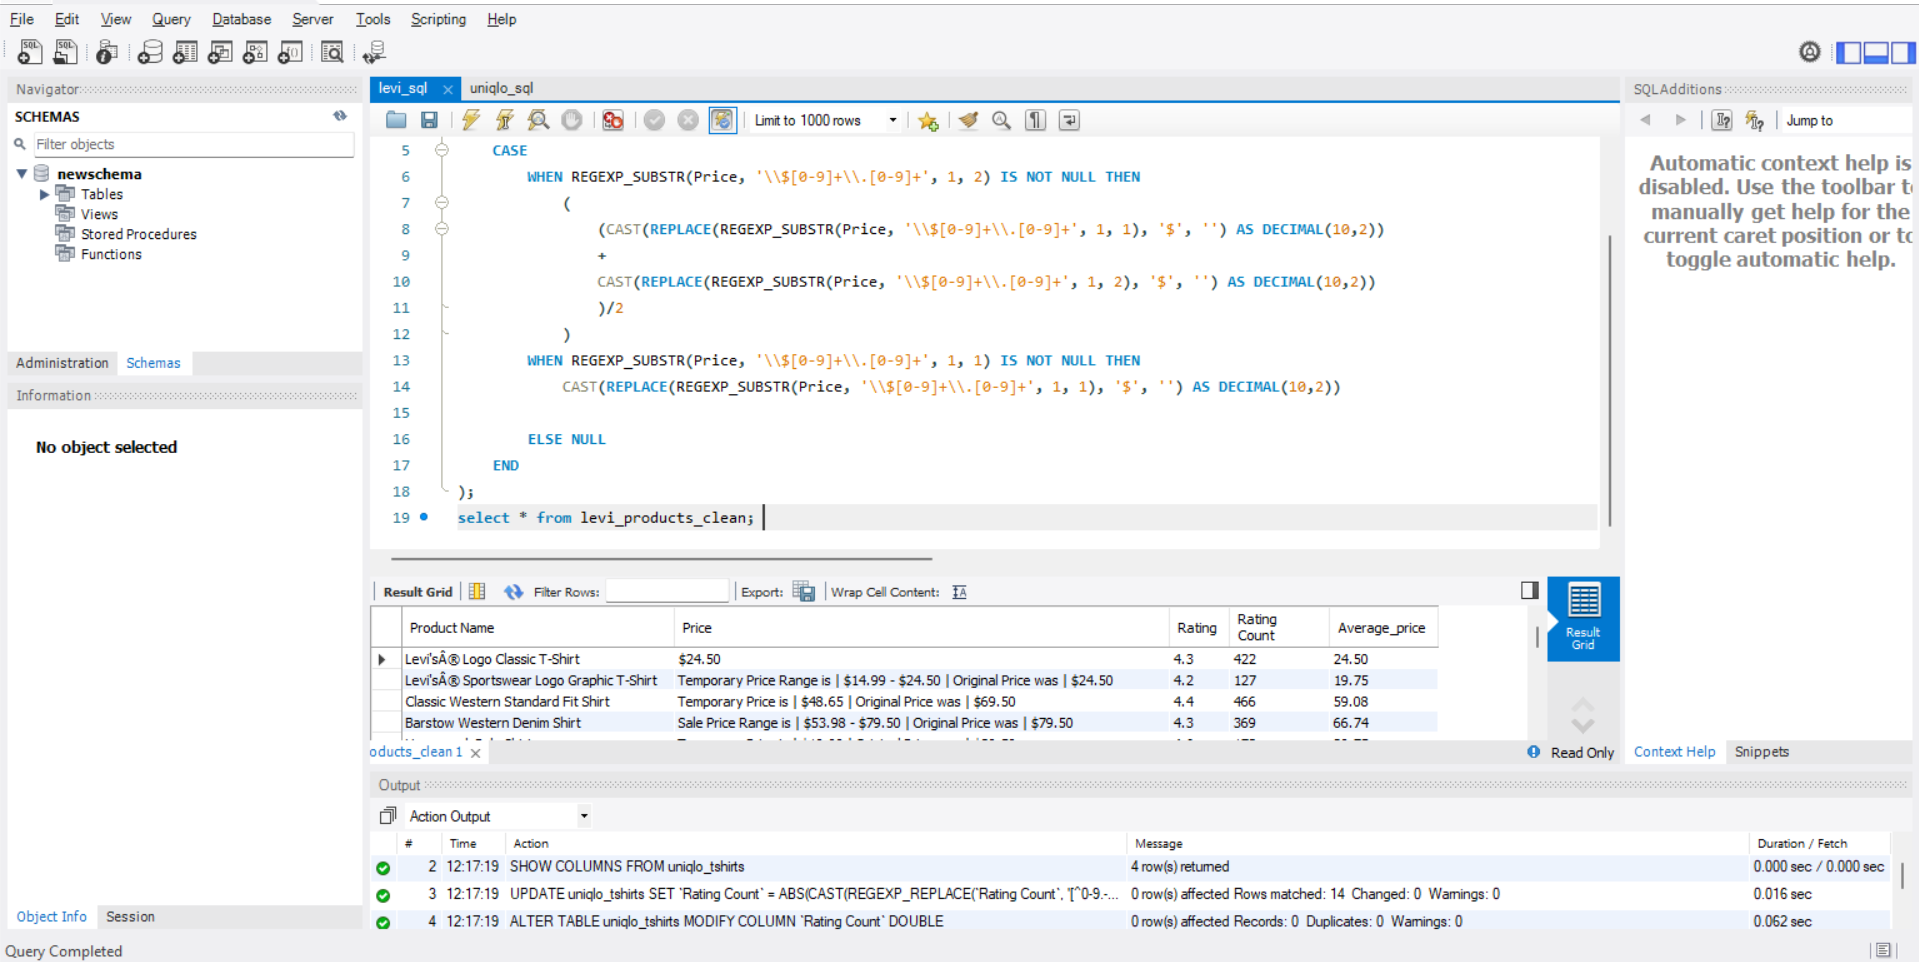 File Edit View Query Database Server Tools Scripting Help
Navigator
SCHEMAS
Filter objects
newschema
Tables
Views
Stored Procedures
Functions
Administration Schemas
Information
No object selected
Object Info Session
Query Completed
levi_sql uniqlo_sql
Limit to 1000 rows
5 CASE
6 WHEN REGEXP_SUBSTR(Price, '\\$[0-9]+\\.[0-9]+', 1, 2) IS NOT NULL THEN
7 (
8 (CAST(REPLACE(REGEXP_SUBSTR(Price, '\\$[0-9]+\\.[0-9]+', 1, 1), '$', '') AS DECIMAL(10,2))
9 +
10 CAST(REPLACE(REGEXP_SUBSTR(Price, '\\$[0-9]+\\.[0-9]+', 1, 2), '$', '') AS DECIMAL(10,2))
11 )/2
12 )
13 WHEN REGEXP_SUBSTR(Price, '\\$[0-9]+\\.[0-9]+', 1, 1) IS NOT NULL THEN
14 CAST(REPLACE(REGEXP_SUBSTR(Price, '\\$[0-9]+\\.[0-9]+', 1, 1), '$', '') AS DECIMAL(10,2))
15
16 ELSE NULL
17 END
18 );
19 select * from levi_products_clean;
Result Grid Filter Rows: Export: Wrap Cell Content:
Product Name Price Rating Rating Count Average_price
Levi'sÂ® Logo Classic T-Shirt $24.50 4.3 422 24.50
Levi'sÂ® Sportswear Logo Graphic T-Shirt Temporary Price Range is | $14.99 - $24.50 | Original Price was | $24.50 4.2 127 19.75
Classic Western Standard Fit Shirt Temporary Price is | $48.65 | Original Price was | $69.50 4.4 466 59.08
Barstow Western Denim Shirt Sale Price Range is | $53.98 - $79.50 | Original Price was | $79.50 4.3 369 66.74
Result Grid
oducts_clean 1
Read Only
Output
Action Output
# Time Action Message Duration / Fetch
2 12:17:19 SHOW COLUMNS FROM uniqlo_tshirts 4 row(s) returned 0.000 sec / 0.000 sec
3 12:17:19 UPDATE uniqlo_tshirts SET `Rating Count` = ABS(CAST(REGEXP_REPLACE(`Rating Count`, '[^0-9.-... 0 row(s) affected Rows matched: 14 Changed: 0 Warnings: 0 0.016 sec
4 12:17:19 ALTER TABLE uniqlo_tshirts MODIFY COLUMN `Rating Count` DOUBLE 0 row(s) affected Records: 0 Duplicates: 0 Warnings: 0 0.062 sec
SQLAdditions
Jump to
Automatic context help is
disabled. Use the toolbar to
manually get help for the
current caret position or to
toggle automatic help.
Context Help Snippets